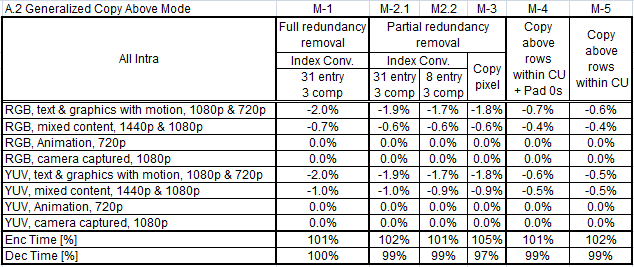 A.2 Generalized Copy Above Mode M-1 M-2.1 M2.2 M-3 M-4 M-5
All Intra Full redundancy removal Partial redundancy removal Copy above rows within CU + Pad 0s Copy above rows within CU
Index Conv. Index Conv. Copy pixel
31 entry 3 comp 31 entry 3 comp 8 entry 3 comp
RGB, text & graphics with motion, 1080p & 720p -2.0% -1.9% -1.7% -1.8% -0.7% -0.6%
RGB, mixed content, 1440p & 1080p -0.7% -0.6% -0.6% -0.6% -0.4% -0.4%
RGB, Animation, 720p 0.0% 0.0% 0.0% 0.0% 0.0% 0.0%
RGB, camera captured, 1080p 0.0% 0.0% 0.0% 0.0% 0.0% 0.0%
YUV, text & graphics with motion, 1080p & 720p -2.0% -1.9% -1.7% -1.8% -0.6% -0.5%
YUV, mixed content, 1440p & 1080p -1.0% -1.0% -0.9% -0.9% -0.5% -0.5%
YUV, Animation, 720p 0.0% 0.0% 0.0% 0.0% 0.0% 0.0%
YUV, camera captured, 1080p 0.0% 0.0% 0.0% 0.0% 0.0% 0.0%
Enc Time [%] 101% 102% 101% 105% 101% 102%
Dec Time [%] 100% 99% 99% 97% 99% 99%